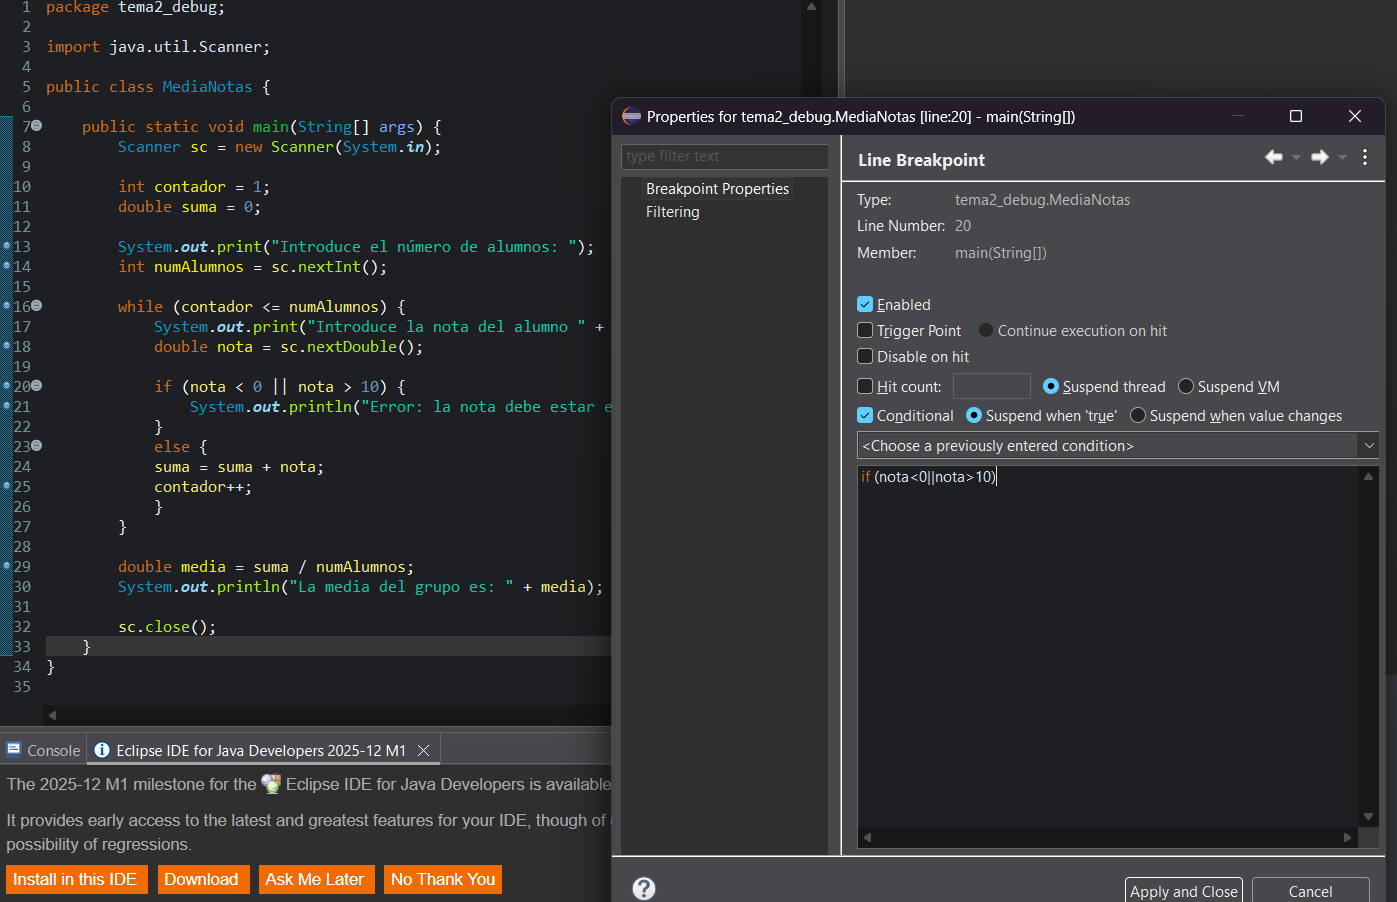 1 package tema2_debug;
2
3 import java.util.Scanner;
4
5 public class MediaNotas {
6
7 public static void main(String[] args) {
8 Scanner sc = new Scanner(System.in);
9
10 int contador = 1;
11 double suma = 0;
12
13 System.out.print("Introduce el número de alumnos: ");
14 int numAlumnos = sc.nextInt();
15
16 while (contador <= numAlumnos) {
17 System.out.print("Introduce la nota del alumno " +
18 double nota = sc.nextDouble();
19
20 if (nota < 0 || nota > 10) {
21 System.out.println("Error: la nota debe estar e
22 }
23 else {
24 suma = suma + nota;
25 contador++;
26 }
27 }
28
29 double media = suma / numAlumnos;
30 System.out.println("La media del grupo es: " + media);
31
32 sc.close();
33 }
34 }
35
Console
Eclipse IDE for Java Developers 2025-12 M1
The 2025-12 M1 milestone for the Eclipse IDE for Java Developers is available
It provides early access to the latest and greatest features for your IDE, though of
possibility of regressions.
Install in this IDE Download Ask Me Later No Thank You
Properties for tema2_debug.MediaNotas [line:20] - main(String[])
type filter text
Breakpoint Properties
Filtering
Line Breakpoint
Type: tema2_debug.MediaNotas
Line Number: 20
Member: main(String[])
Enabled
Trigger Point Continue execution on hit
Disable on hit
Hit count: Suspend thread Suspend VM
Conditional Suspend when 'true' Suspend when value changes
<Choose a previously entered condition>
if (nota<0||nota>10)
?
Apply and Close Cancel